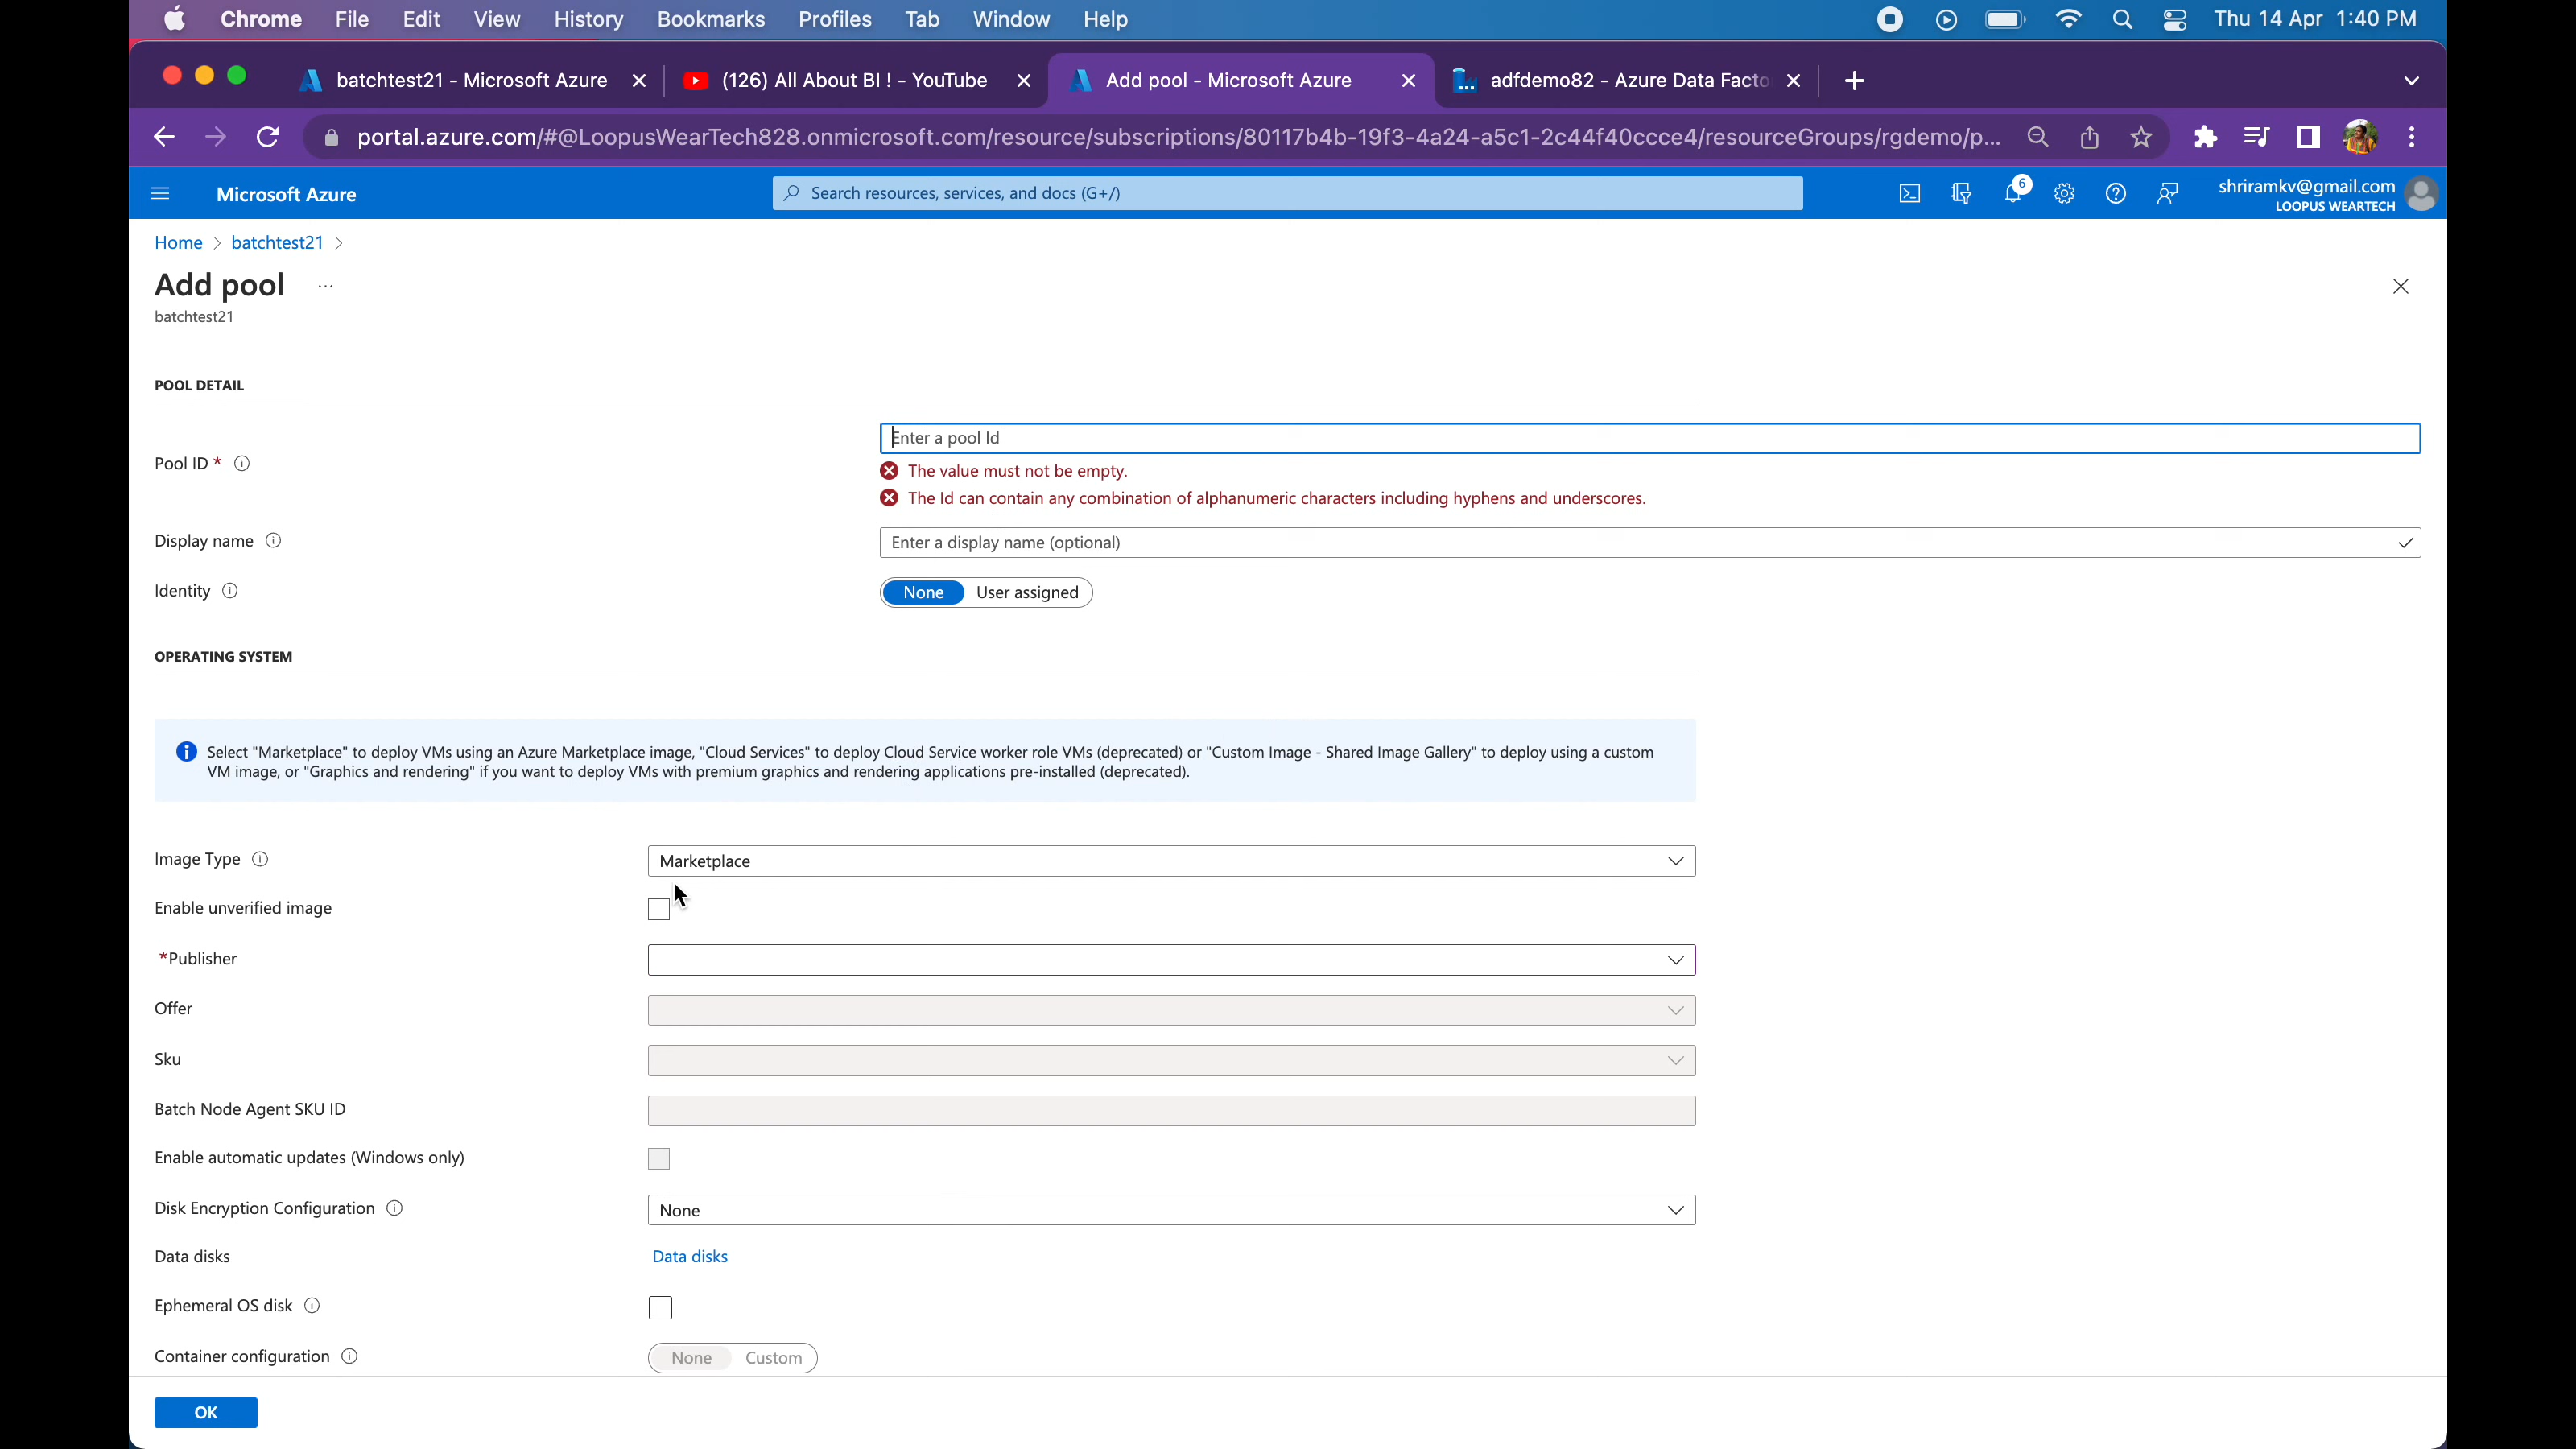 Chrome File Edit View History Bookmarks Profiles Tab Window Help Thu 14 Apr 1:40 PM
batchtest21 - Microsoft Azure (126) All About BI ! - YouTube Add pool - Microsoft Azure adfdemo82 - Azure Data Facto
portal.azure.com/#@LoopusWearTech828.onmicrosoft.com/resource/subscriptions/80117b4b-19f3-4a24-a5c1-2c44f40ccce4/resourceGroups/rgdemo/p...
Microsoft Azure Search resources, services, and docs (G+/) 6 shriramkv@gmail.com
LOOPUS WEARTECH
Home > batchtest21 >
Add pool ...
batchtest21
POOL DETAIL
Enter a pool Id
Pool ID *
The value must not be empty.
The Id can contain any combination of alphanumeric characters including hyphens and underscores.
Display name Enter a display name (optional)
Identity None User assigned
OPERATING SYSTEM
Select "Marketplace" to deploy VMs using an Azure Marketplace image, "Cloud Services" to deploy Cloud Service worker role VMs (deprecated) or "Custom Image - Shared Image Gallery" to deploy using a custom
VM image, or "Graphics and rendering" if you want to deploy VMs with premium graphics and rendering applications pre-installed (deprecated).
Image Type Marketplace
Enable unverified image
*Publisher
Offer
Sku
Batch Node Agent SKU ID
Enable automatic updates (Windows only)
Disk Encryption Configuration None
Data disks Data disks
Ephemeral OS disk
Container configuration None Custom
OK